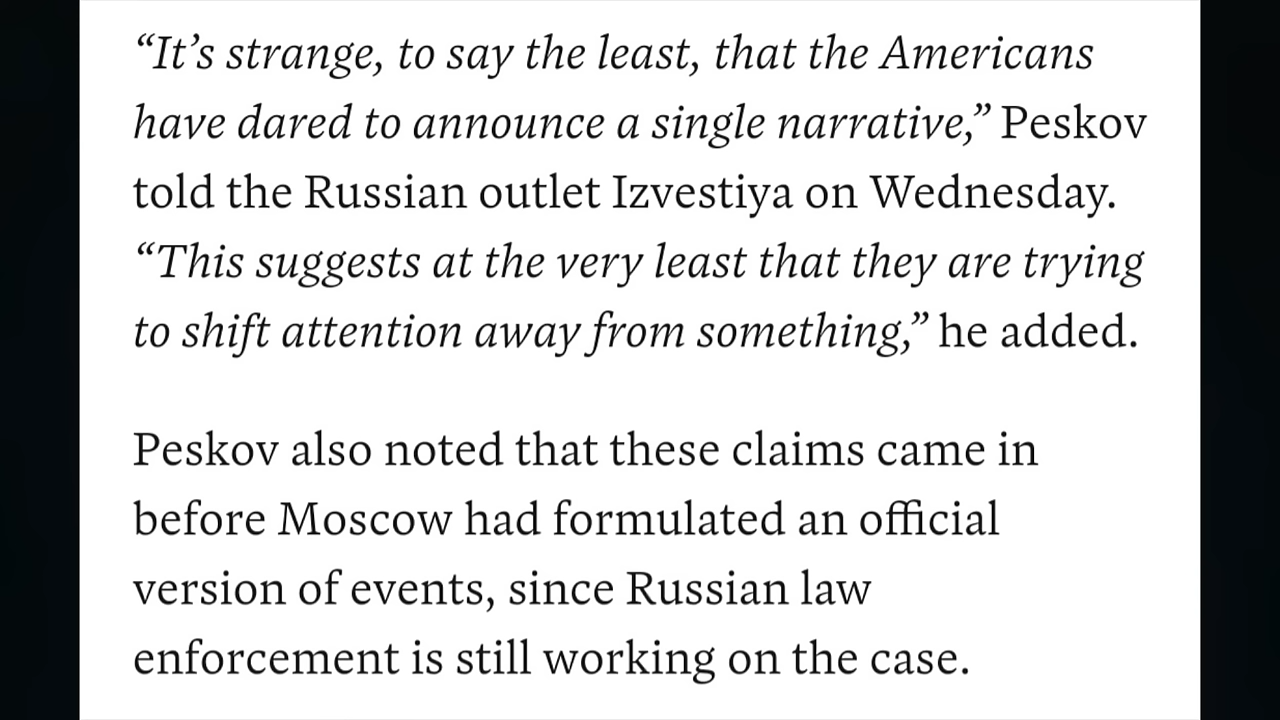 “It’s strange, to say the least, that the Americans
have dared to announce a single narrative,” Peskov
told the Russian outlet Izvestiya on Wednesday.
“This suggests at the very least that they are trying
to shift attention away from something,” he added.
Peskov also noted that these claims came in
before Moscow had formulated an official
version of events, since Russian law
enforcement is still working on the case.